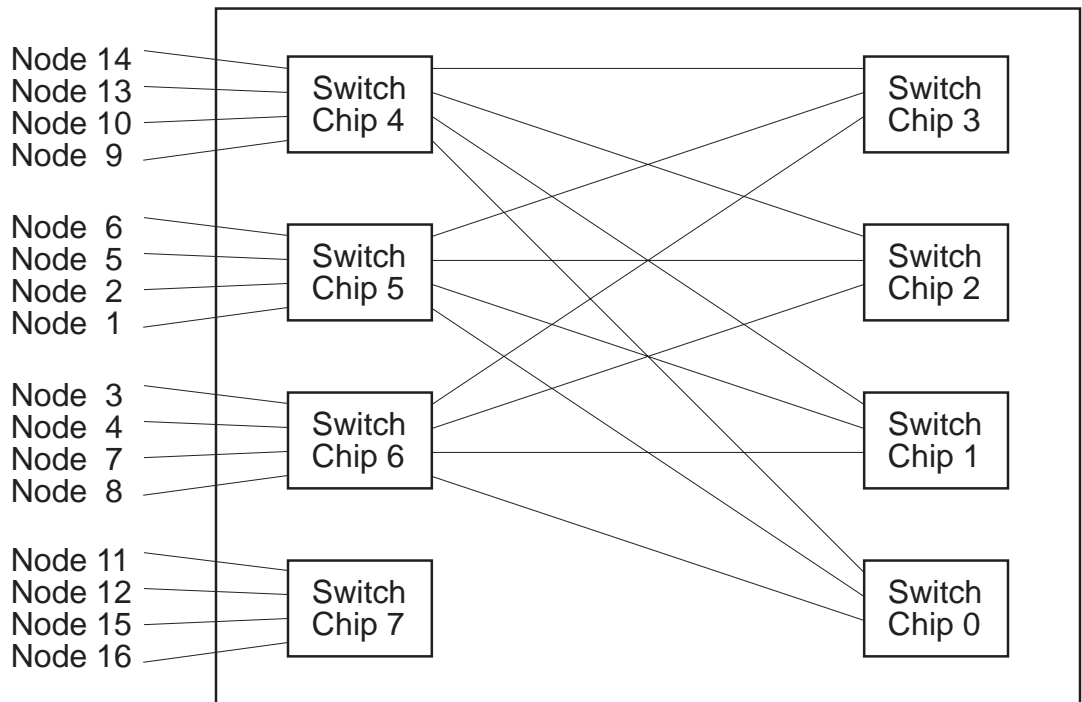 Node 14
Node 13
Node 10
Node 9
Switch
Chip 4
Switch
Chip 3
Node 6
Node 5
Node 2
Node 1
Switch
Chip 5
Switch
Chip 2
Node 3
Node 4
Node 7
Node 8
Switch
Chip 6
Switch
Chip 1
Node 11
Node 12
Node 15
Node 16
Switch
Chip 7
Switch
Chip 0